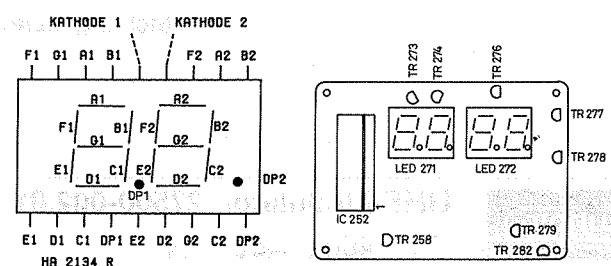 KATHODE 1 KATHODE 2
F1 G1 A1 B1 F2 A2 B2
A1 A2
F1 B1 F2 B2
G1 G2
E1 C1 E2 C2
D1 D2
DP1 DP2
E1 D1 C1 DP1 E2 D2 G2 C2 DP2
HA 2134 R
TR 273 TR 274 TR 276
TR 277
TR 278
LED 271 LED 272
IC 252 1
TR 258 TR 279
TR 282